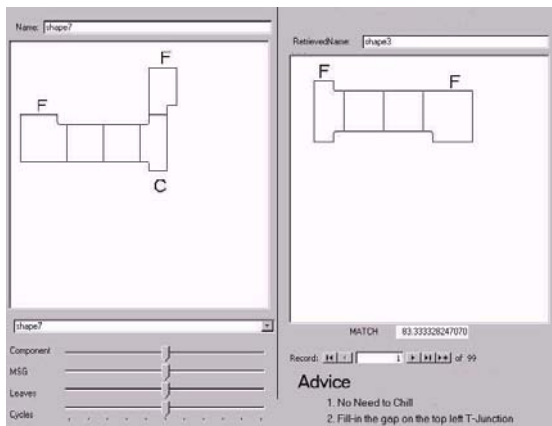 Name: shape7
F
F
C
shape7
Component
MSG
Leaves
Cycles
RetrievedName: shape3
F
F
MATCH 83.333328247070
Record: 1 of 99
Advice
1. No Need to Chill
2. Fill-in the gap on the top left T-Junction